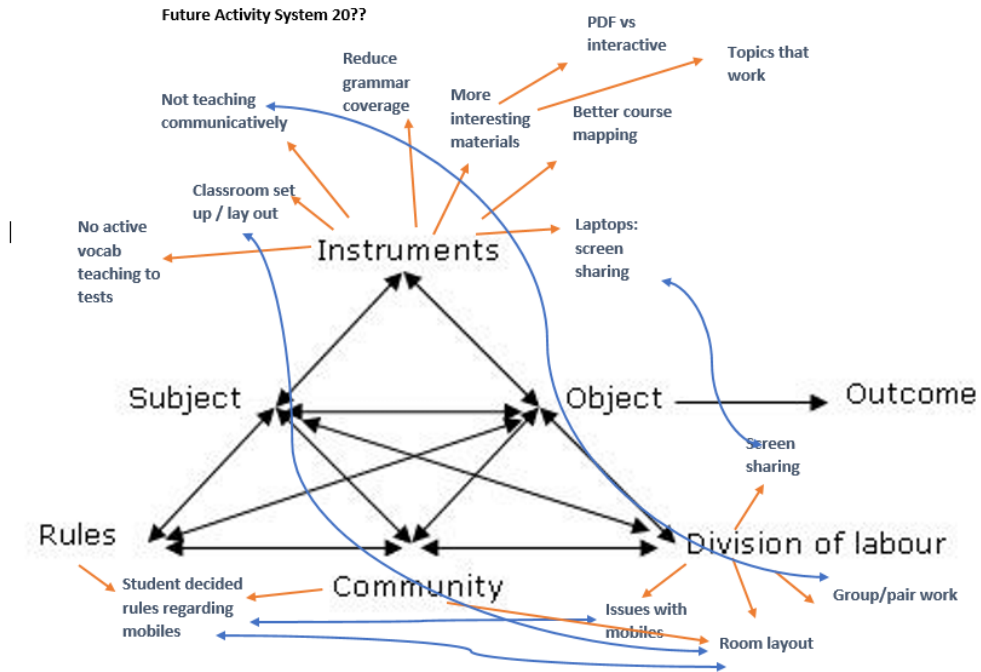 Future Activity System 20??
PDF vs
interactive
Topics that
work
Reduce
grammar
coverage
Not teaching
communicatively
More
interesting
materials
Better course
mapping
Classroom set
up / lay out
No active
vocab
teaching to
tests
Laptops:
screen
sharing
Instruments
Subject
Object
Outcome
Screen
sharing
Rules
Division of labour
Community
Student decided
rules regarding
mobiles
Issues with
mobiles
Group/pair work
Room layout